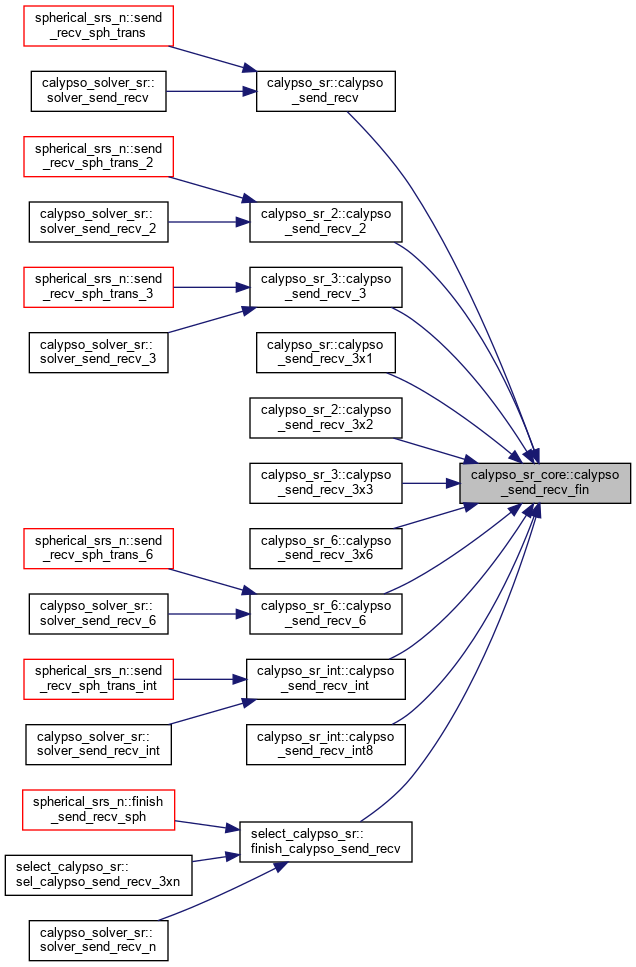 spherical_srs_n::send
_recv_sph_trans
calypso_solver_sr::
solver_send_recv
calypso_sr::calypso
_send_recv
spherical_srs_n::send
_recv_sph_trans_2
calypso_solver_sr::
solver_send_recv_2
calypso_sr_2::calypso
_send_recv_2
spherical_srs_n::send
_recv_sph_trans_3
calypso_solver_sr::
solver_send_recv_3
calypso_sr_3::calypso
_send_recv_3
calypso_sr::calypso
_send_recv_3x1
calypso_sr_2::calypso
_send_recv_3x2
calypso_sr_3::calypso
_send_recv_3x3
calypso_sr_core::calypso
_send_recv_fin
calypso_sr_6::calypso
_send_recv_3x6
spherical_srs_n::send
_recv_sph_trans_6
calypso_solver_sr::
solver_send_recv_6
calypso_sr_6::calypso
_send_recv_6
spherical_srs_n::send
_recv_sph_trans_int
calypso_solver_sr::
solver_send_recv_int
calypso_sr_int::calypso
_send_recv_int
calypso_sr_int::calypso
_send_recv_int8
spherical_srs_n::finish
_send_recv_sph
select_calypso_sr::
finish_calypso_send_recv
select_calypso_sr::
sel_calypso_send_recv_3xn
calypso_solver_sr::
solver_send_recv_n